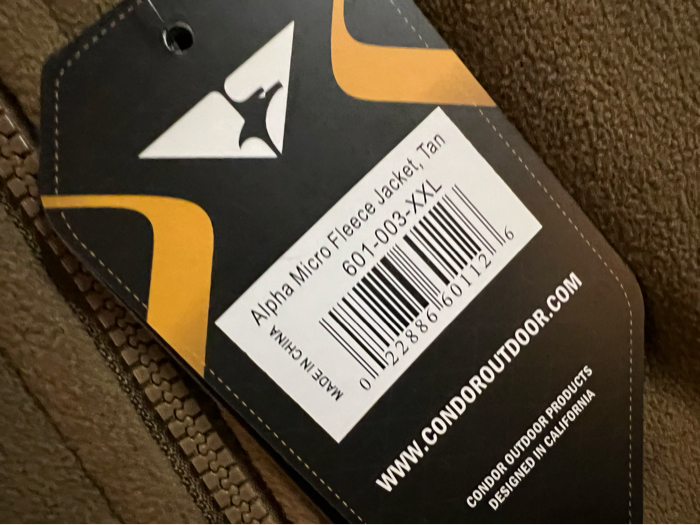 Alpha Micro Fleece Jacket, Tan
601-003-XXL
MADE IN CHINA
0 22886 60112 6
WWW.CONDOROUTDOOR.COM
CONDOR OUTDOOR PRODUCTS
DESIGNED IN CALIFORNIA